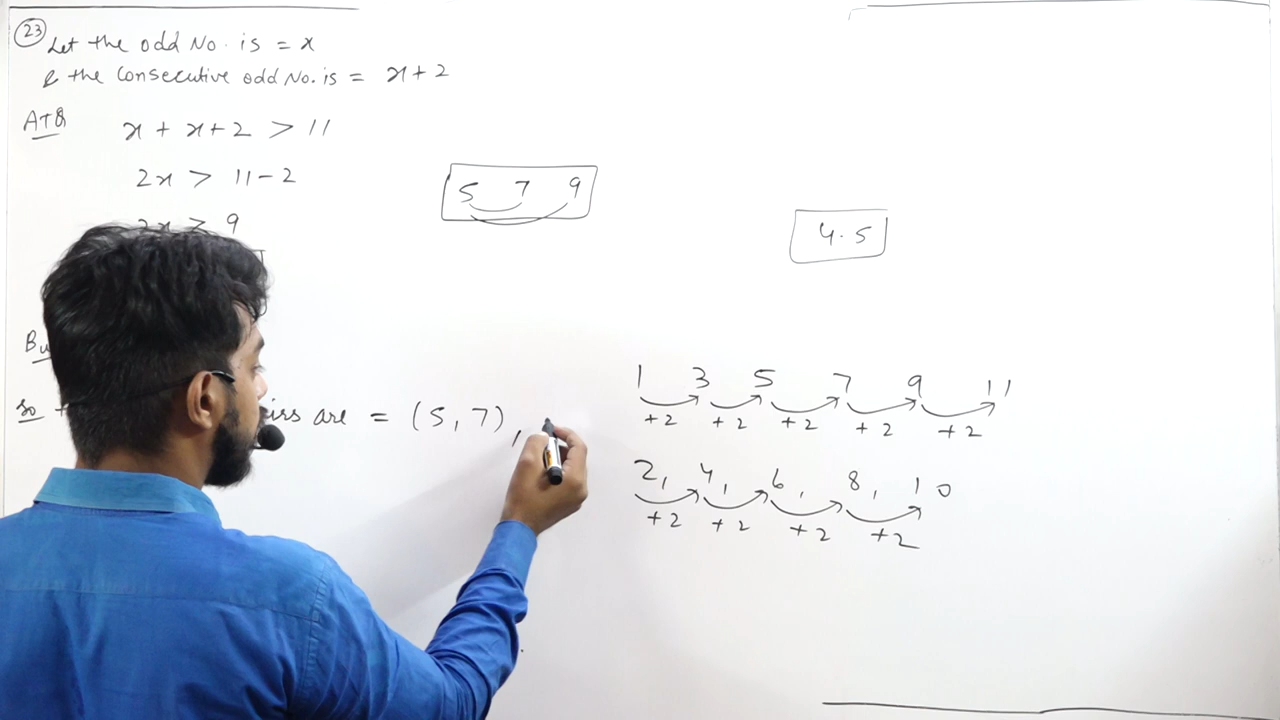 23
Let the odd No. is = x
& the consecutive odd No. is = x+2
ATQ
x + x+2 > 11
2x > 11-2
2x > 9
5 7 9
4.5
so
are = (5, 7),
1 3 5 7 9 11
+2 +2 +2 +2 +2
2, 4, 6, 8, 10
+2 +2 +2 +2